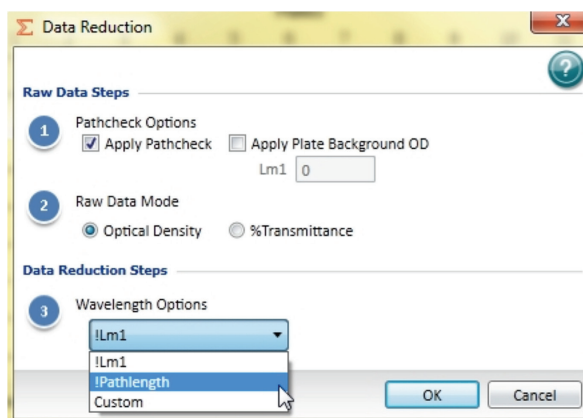 Data Reduction
Raw Data Steps
1
Pathcheck Options
Apply Pathcheck Apply Plate Background OD
Lm1 0
2
Raw Data Mode
Optical Density %Transmittance
Data Reduction Steps
3
Wavelength Options
!Lm1
!Lm1
!Pathlength
Custom
OK Cancel